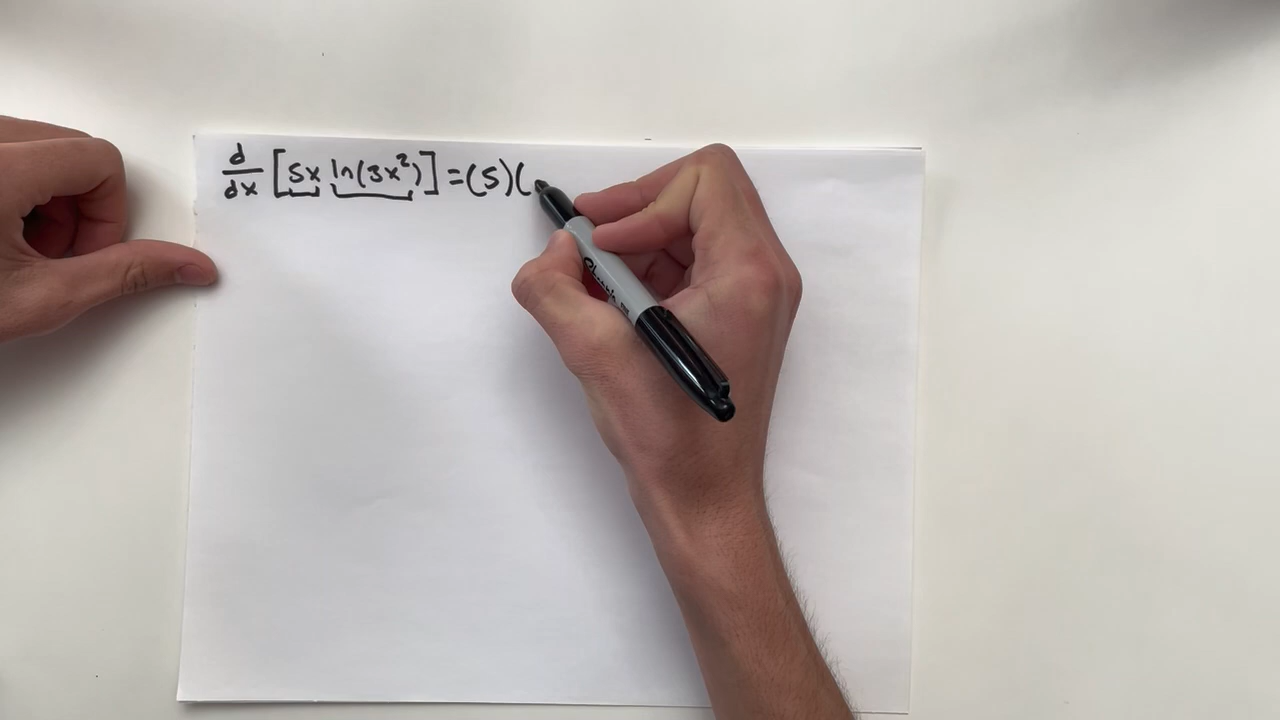 d/dx [5x ln(3x²)] = (5)(